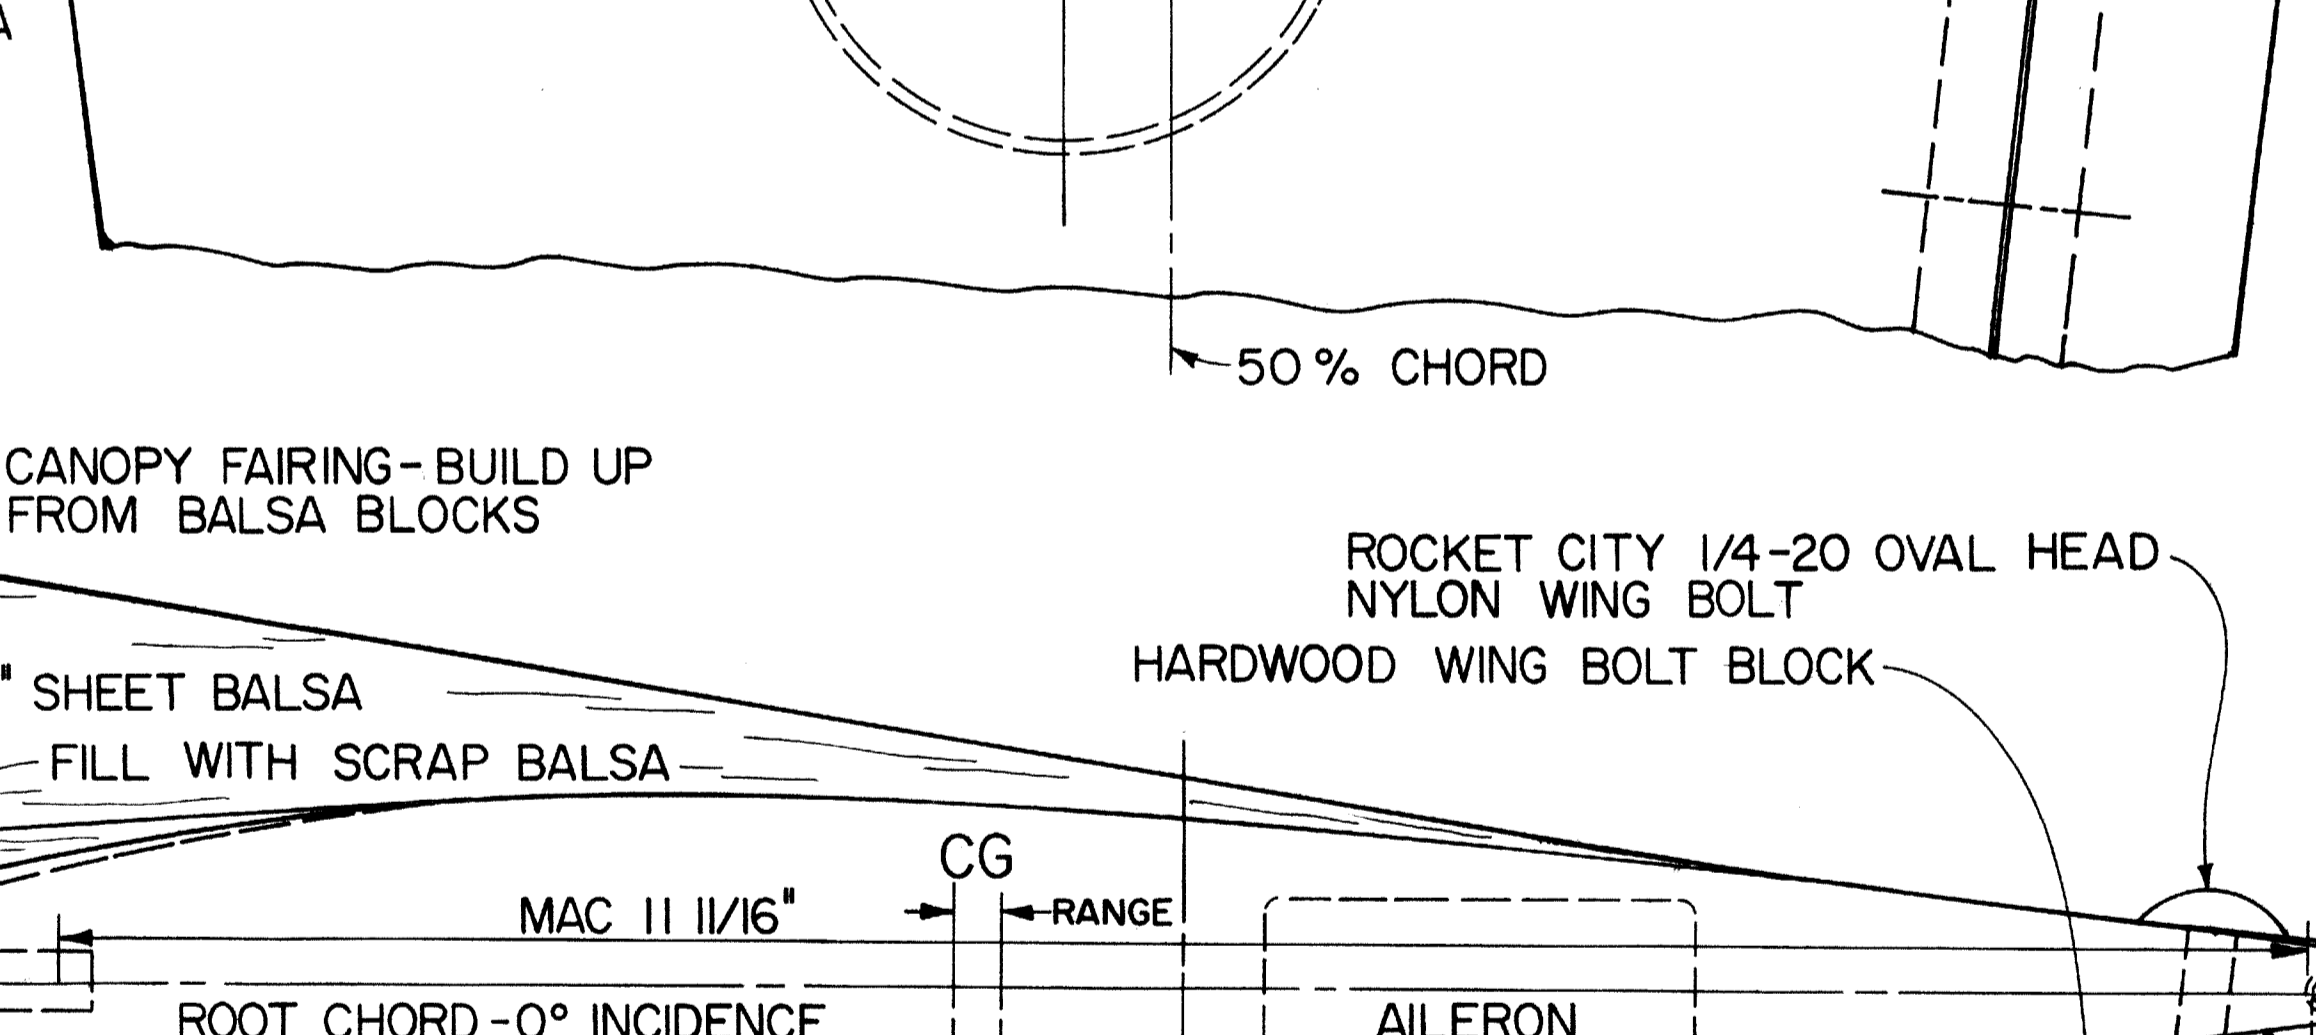 50% CHORD
CANOPY FAIRING-BUILD UP
FROM BALSA BLOCKS
ROCKET CITY 1/4-20 OVAL HEAD
NYLON WING BOLT
HARDWOOD WING BOLT BLOCK
" SHEET BALSA
FILL WITH SCRAP BALSA
CG
MAC 11 11/16"
RANGE
ROOT CHORD-0° INCIDENCE
AILERON